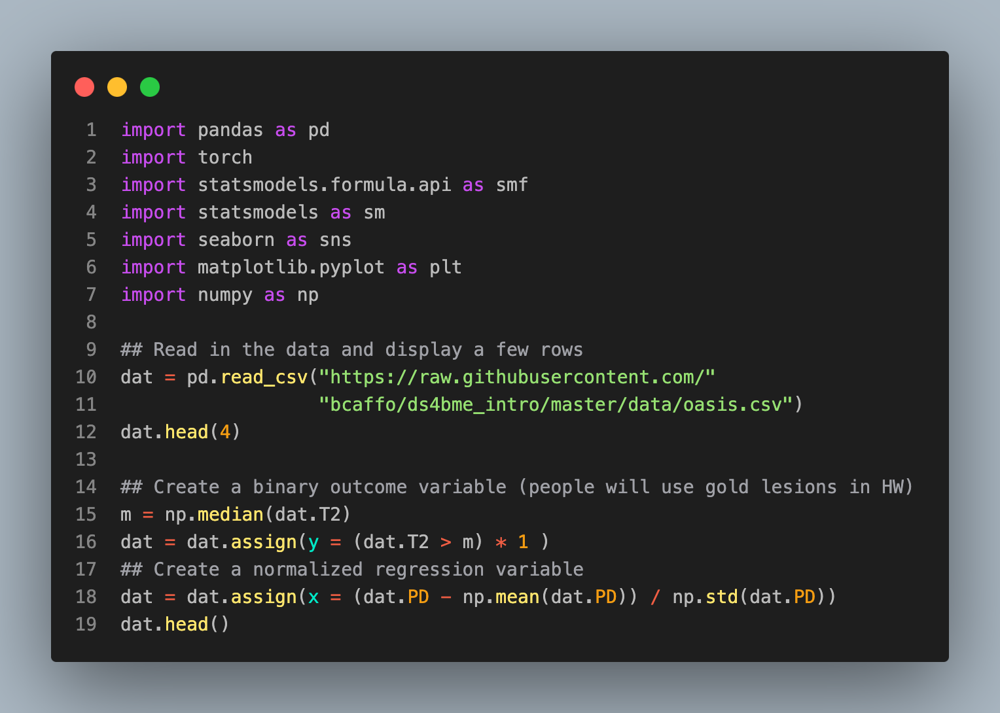 1 import pandas as pd
2 import torch
3 import statsmodels.formula.api as smf
4 import statsmodels as sm
5 import seaborn as sns
6 import matplotlib.pyplot as plt
7 import numpy as np
8
9 ## Read in the data and display a few rows
10 dat = pd.read_csv("https://raw.githubusercontent.com/"
11                   "bcaffo/ds4bme_intro/master/data/oasis.csv")
12 dat.head(4)
13
14 ## Create a binary outcome variable (people will use gold lesions in HW)
15 m = np.median(dat.T2)
16 dat = dat.assign(y = (dat.T2 > m) * 1 )
17 ## Create a normalized regression variable
18 dat = dat.assign(x = (dat.PD - np.mean(dat.PD)) / np.std(dat.PD))
19 dat.head()